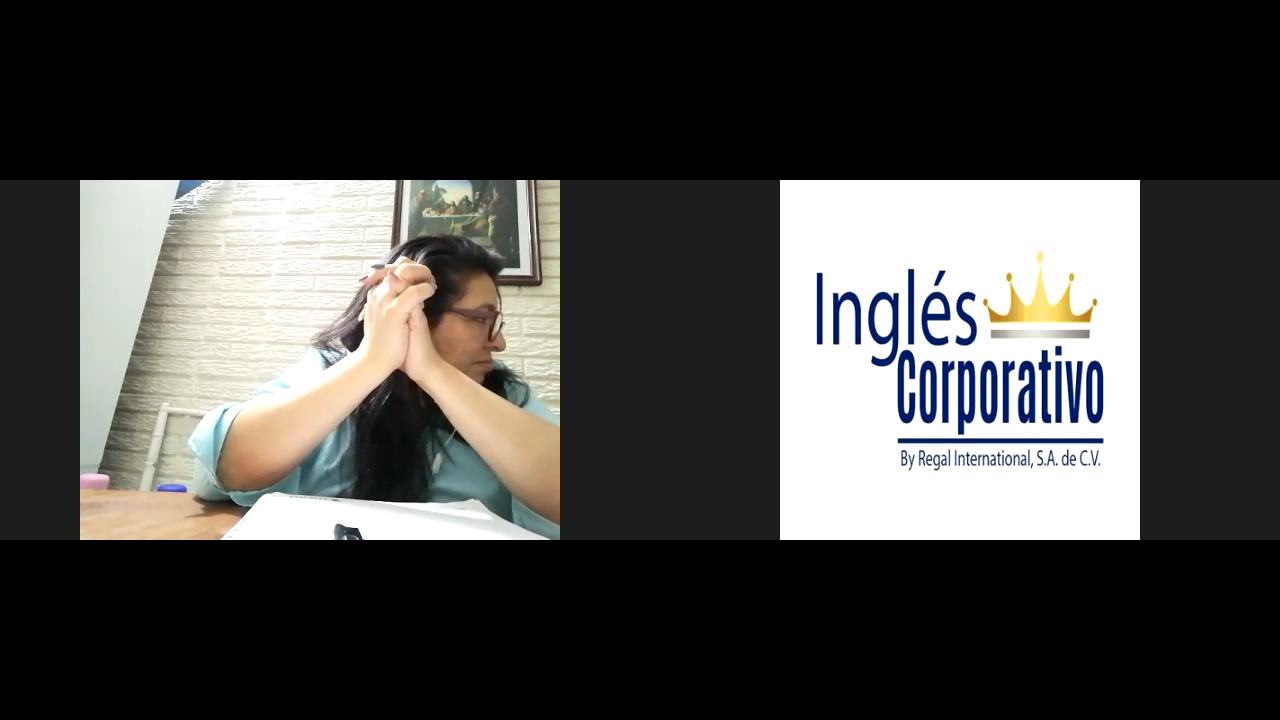 Inglés
Corporativo
By Regal International, S.A. de C.V.